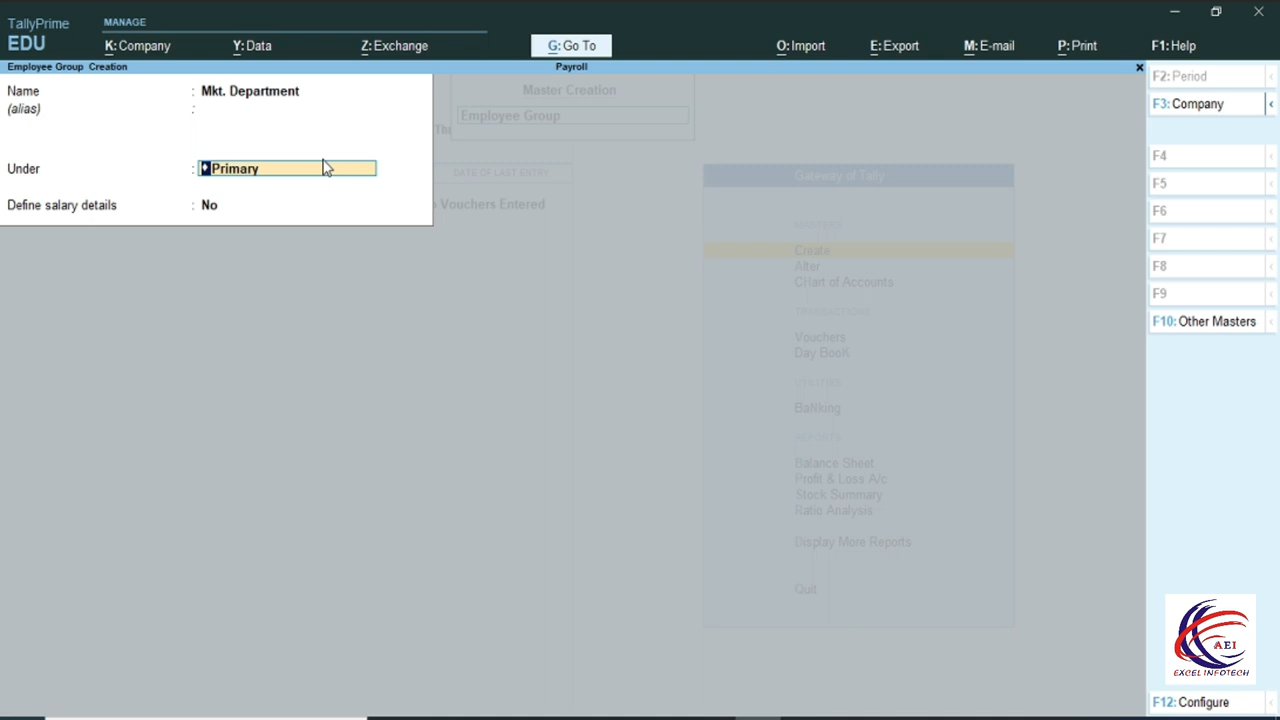 TallyPrime
EDU
MANAGE
K: Company
Y: Data
Z: Exchange
G: Go To
O: Import
E: Export
M: E-mail
P: Print
F1: Help
Employee Group Creation
Payroll
Name : Mkt. Department
(alias) :
Under : Primary
Define salary details : No
Master Creation
Employee Group
DATE OF LAST ENTRY
Vouchers Entered
Gateway of Tally
MASTERS
Create
Alter
CHart of Accounts
TRANSACTIONS
Vouchers
Day BooK
UTILITIES
BaNking
REPORTS
Balance Sheet
Profit & Loss A/c
Stock Summary
Ratio Analysis
Display More Reports
Quit
F2: Period
F3: Company
F4
F5
F6
F7
F8
F9
F10: Other Masters
AEI
EXCEL INFOTECH
F12: Configure